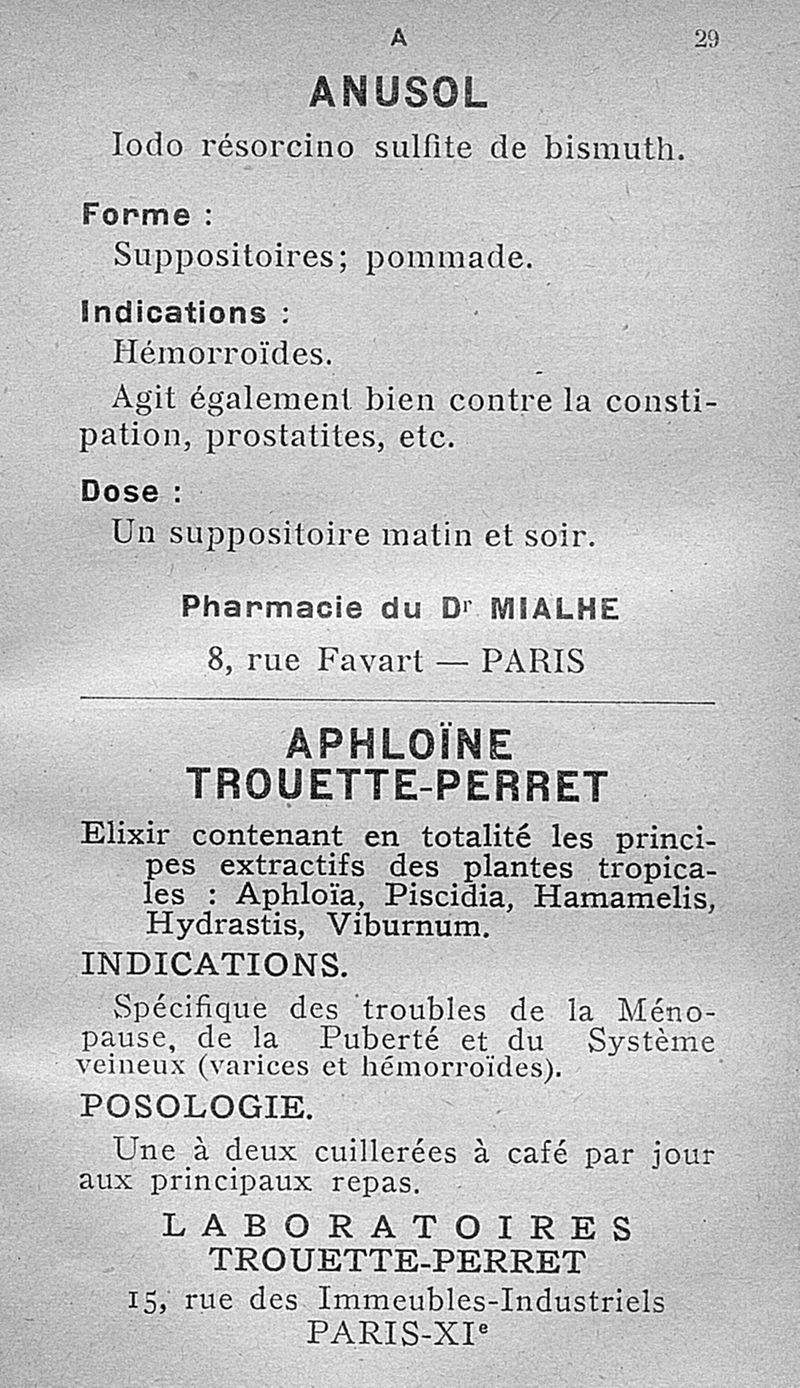 A 29
ANUSOL
Iodo résorcino sulfite de bismuth.
Forme :
Suppositoires; pommade.
Indications :
Hémorroïdes.
Agit également bien contre la consti-
pation, prostatites, etc.
Dose :
Un suppositoire matin et soir.
Pharmacie du Dr MIALHE
8, rue Favart — PARIS
APHLOÏNE
TROUETTE-PERRET
Elixir contenant en totalité les princi-
pes extractifs des plantes tropica-
les : Aphloïa, Piscidia, Hamamelis,
Hydrastis, Viburnum.
INDICATIONS.
Spécifique des troubles de la Méno-
pause, de la Puberté et du Système
veineux (varices et hémorroïdes).
POSOLOGIE.
Une à deux cuillerées à café par jour
aux principaux repas.
LABORATOIRES
TROUETTE-PERRET
15, rue des Immeubles-Industriels
PARIS-XIe